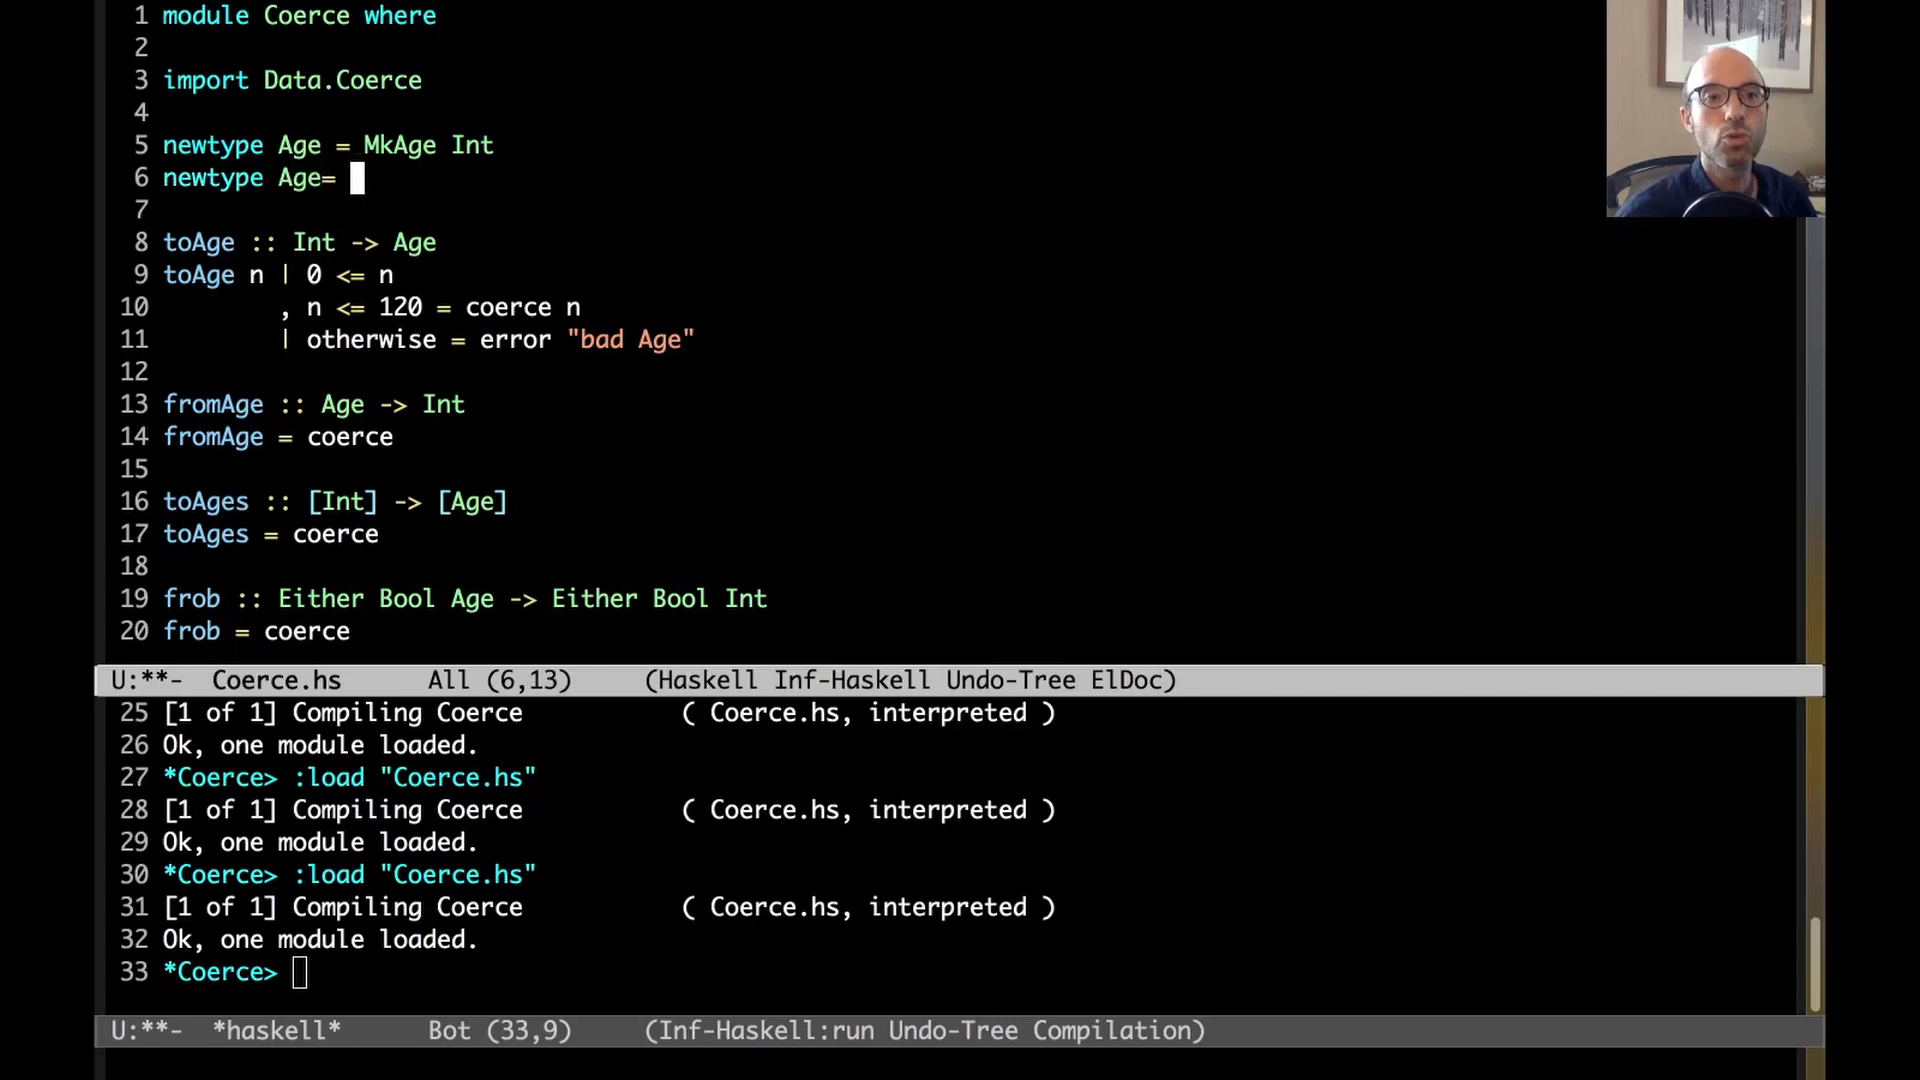 1 module Coerce where
2
3 import Data.Coerce
4
5 newtype Age = MkAge Int
6 newtype Age=
7
8 toAge :: Int -> Age
9 toAge n | 0 <= n
10         , n <= 120 = coerce n
11         | otherwise = error "bad Age"
12
13 fromAge :: Age -> Int
14 fromAge = coerce
15
16 toAges :: [Int] -> [Age]
17 toAges = coerce
18
19 frob :: Either Bool Age -> Either Bool Int
20 frob = coerce
U:**-  Coerce.hs      All (6,13)     (Haskell Inf-Haskell Undo-Tree ElDoc)
25 [1 of 1] Compiling Coerce           ( Coerce.hs, interpreted )
26 Ok, one module loaded.
27 *Coerce> :load "Coerce.hs"
28 [1 of 1] Compiling Coerce           ( Coerce.hs, interpreted )
29 Ok, one module loaded.
30 *Coerce> :load "Coerce.hs"
31 [1 of 1] Compiling Coerce           ( Coerce.hs, interpreted )
32 Ok, one module loaded.
33 *Coerce>
U:**-  *haskell*      Bot (33,9)     (Inf-Haskell:run Undo-Tree Compilation)